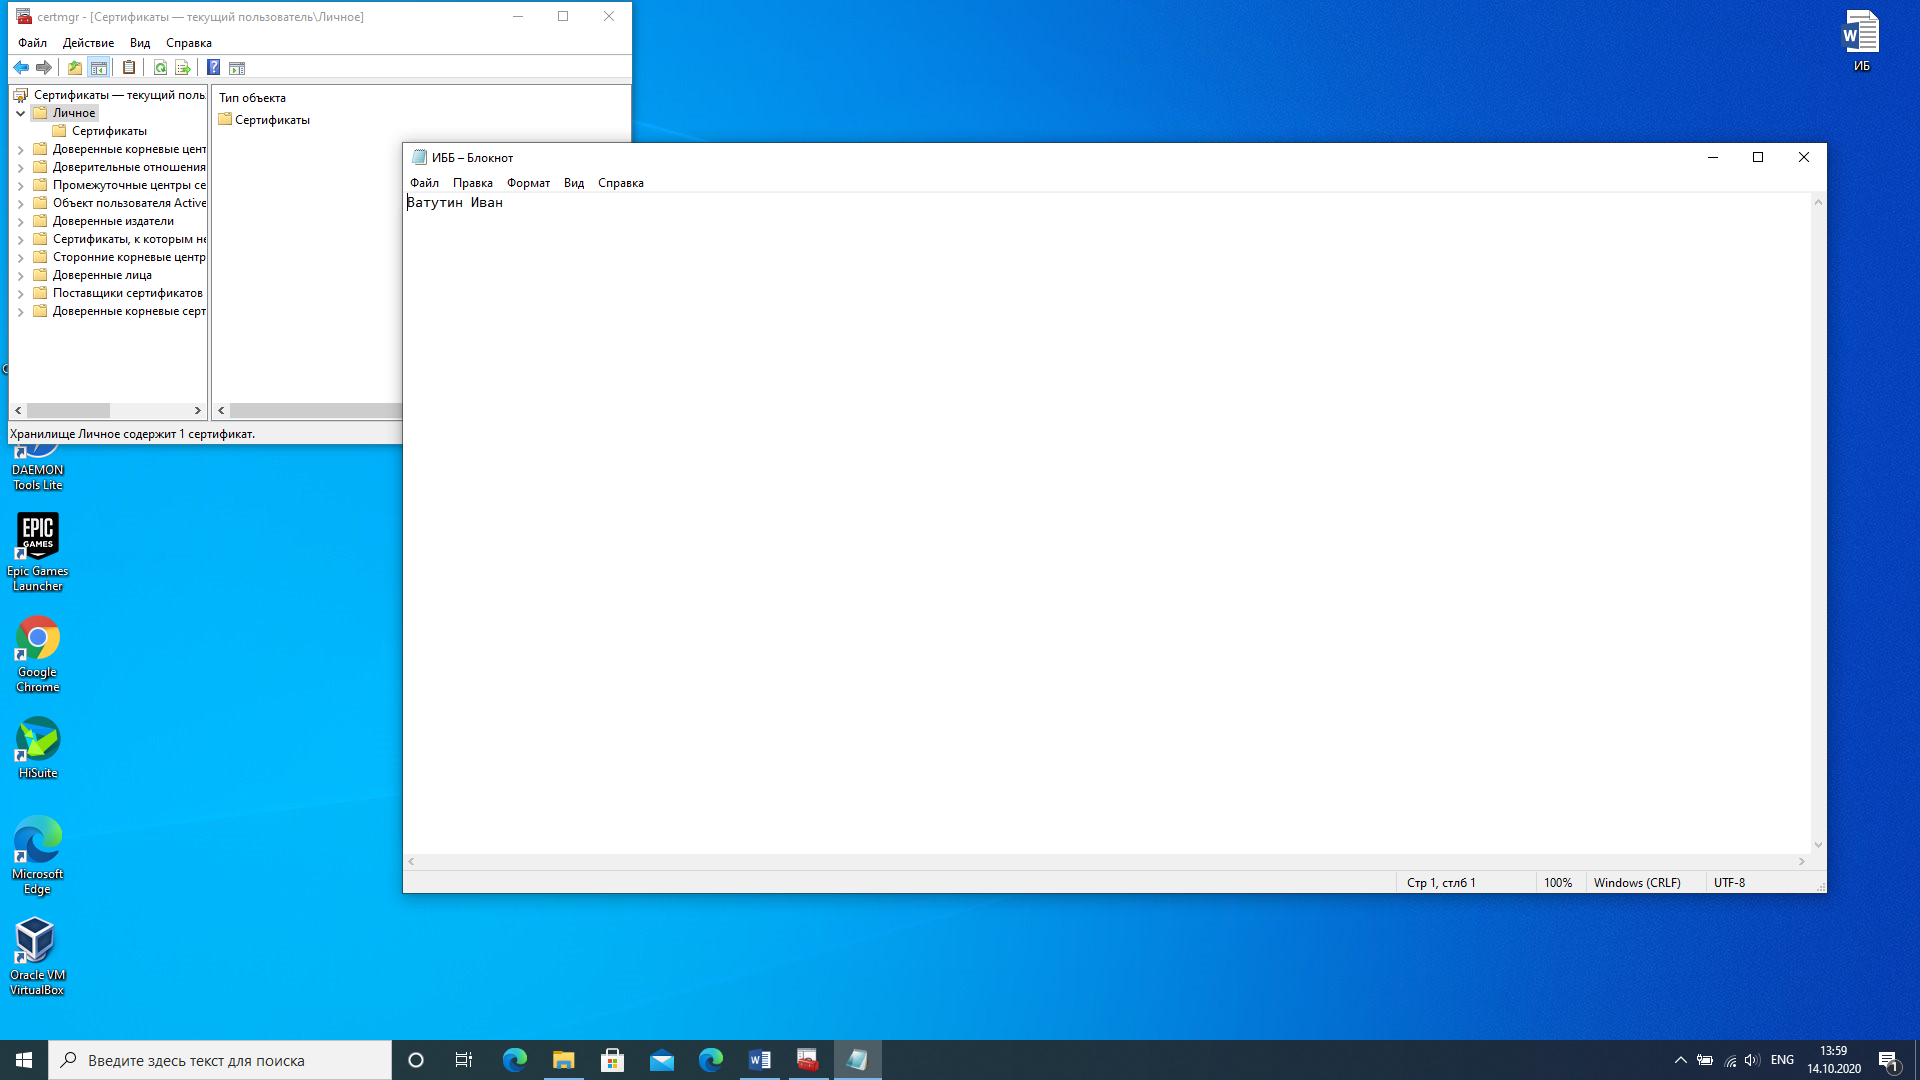 certmgr - [Сертификаты — текущий пользователь\Личное]
Файл Действие Вид Справка
Сертификаты — текущий поль
Личное
Сертификаты
Доверенные корневые цент
Доверительные отношения
Промежуточные центры се
Объект пользователя Active
Доверенные издатели
Сертификаты, к которым не
Сторонние корневые центр
Доверенные лица
Поставщики сертификатов
Доверенные корневые серт
Тип объекта
Сертификаты
Хранилище Личное содержит 1 сертификат.
ИББ – Блокнот
Файл Правка Формат Вид Справка
Ватутин Иван
Стр 1, стлб 1 100% Windows (CRLF) UTF-8
W
ИБ
DAEMON
Tools Lite
EPIC
GAMES
Epic Games
Launcher
Google
Chrome
HiSuite
Microsoft
Edge
Oracle VM
VirtualBox
Введите здесь текст для поиска
W
ENG
13:59
14.10.2020
1